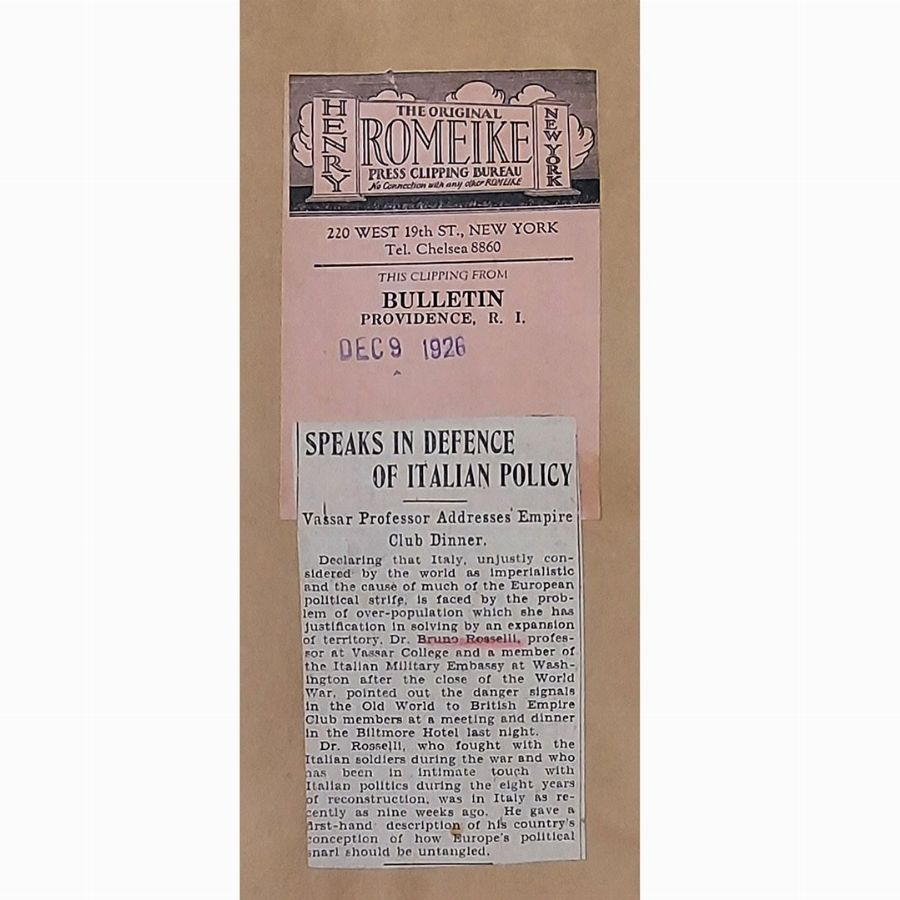 HENRY
THE ORIGINAL
ROMEIKE
PRESS CLIPPING BUREAU
No Connection with any other ROMEIKE
NEW YORK
220 WEST 19th ST., NEW YORK
Tel. Chelsea 8860
THIS CLIPPING FROM
BULLETIN
PROVIDENCE, R. I.
DEC 9 1926
SPEAKS IN DEFENCE
OF ITALIAN POLICY
Vassar Professor Addresses Empire
Club Dinner.
Declaring that Italy, unjustly con-
sidered by the world as imperialistic
and the cause of much of the European
political strife, is faced by the prob-
lem of over-population which she has
justification in solving by an expansion
of territory, Dr. Bruno Rosselli, profes-
sor at Vassar College and a member of
the Italian Military Embassy at Wash-
ington after the close of the World
War, pointed out the danger signals
in the Old World to British Empire
Club members at a meeting and dinner
in the Biltmore Hotel last night.
Dr. Rosselli, who fought with the
Italian soldiers during the war and who
has been in intimate touch with
Italian politics during the eight years
of reconstruction, was in Italy as re-
cently as nine weeks ago. He gave a
first-hand description of his country's
conception of how Europe's political
snarl should be untangled.